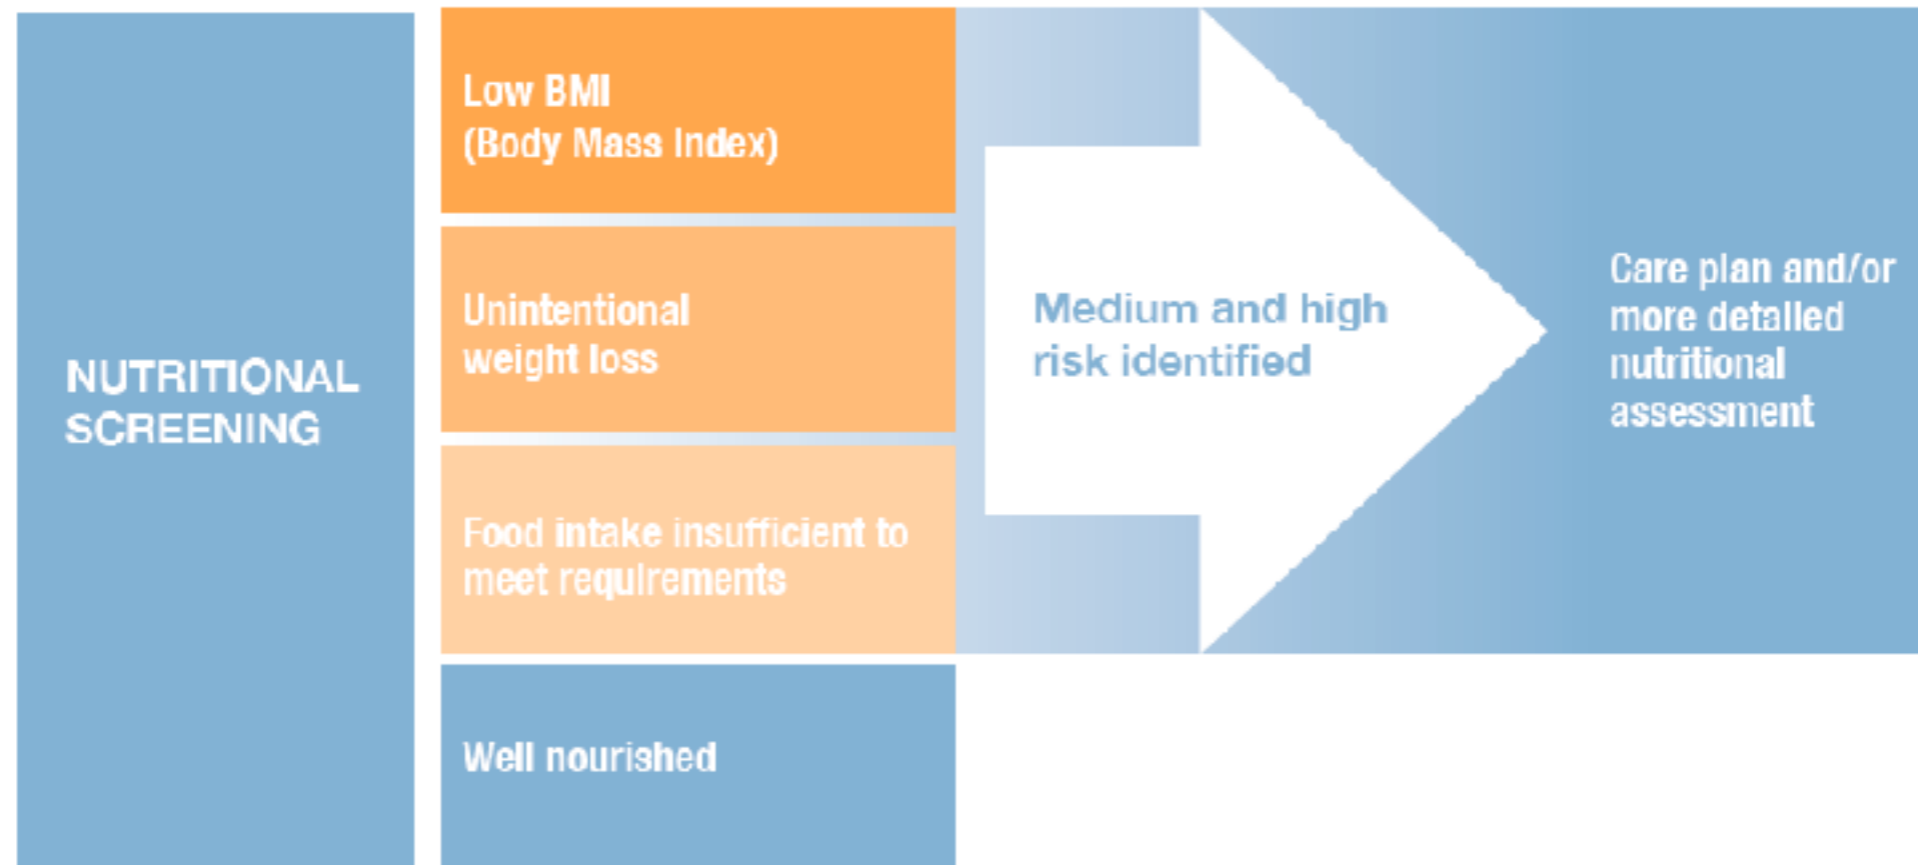 NUTRITIONAL
SCREENING
Low BMI
(Body Mass Index)
Unintentional
weight loss
Food intake insufficient to
meet requirements
Well nourished
Medium and high
risk identified
Care plan and/or
more detailed
nutritional
assessment